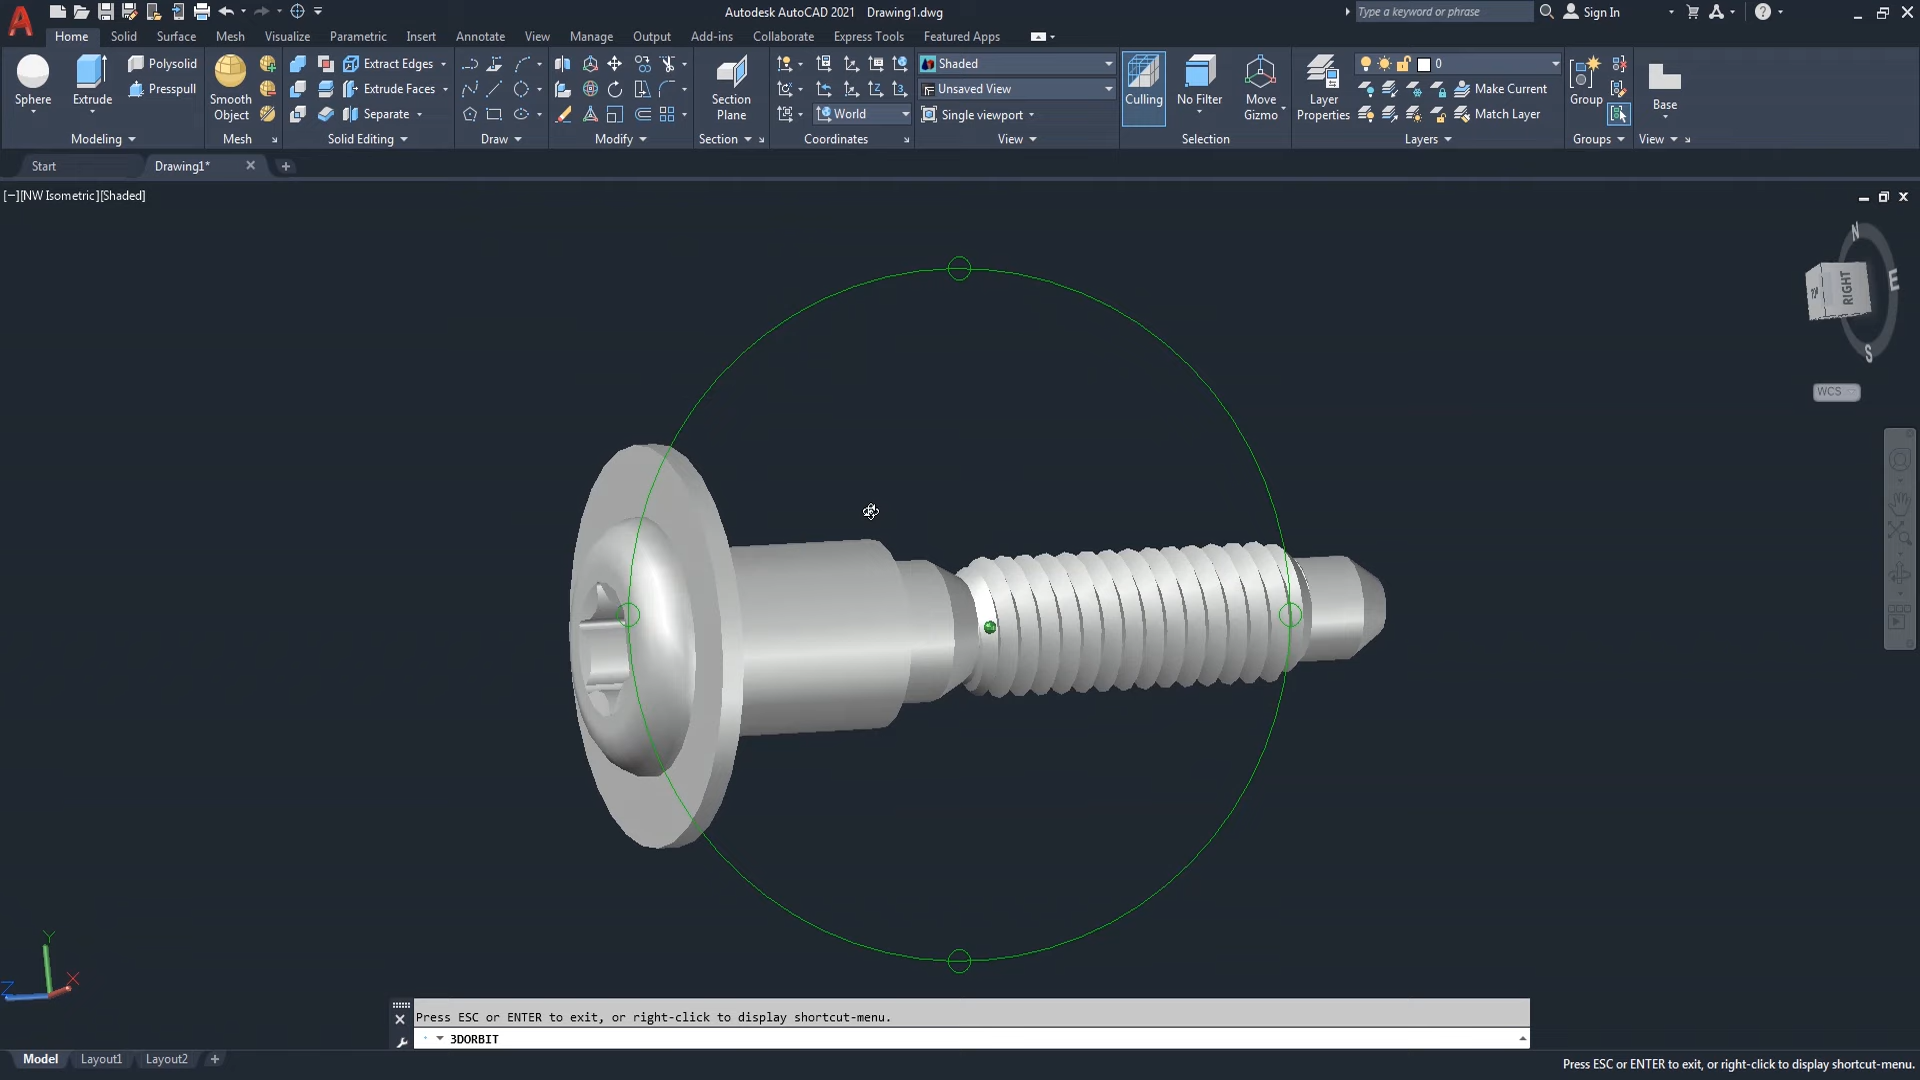 Autodesk AutoCAD 2021 Drawing1.dwg
Type a keyword or phrase
Sign In
Home Solid Surface Mesh Visualize Parametric Insert Annotate View Manage Output Add-ins Collaborate Express Tools Featured Apps
Sphere
Extrude
Polysolid
Presspull
Modeling
Smooth
Object
Mesh
Extract Edges
Extrude Faces
Separate
Solid Editing
Draw
Modify
Section
Plane
Section
World
Coordinates
Shaded
Unsaved View
Single viewport
View
Culling
No Filter
Move
Gizmo
Selection
Layer
Properties
0
Make Current
Match Layer
Layers
Group
Groups
Base
View
Start
Drawing1*
[−][NW Isometric][Shaded]
N
E
S
TOP
RIGHT
WCS
Y
X
Z
Press ESC or ENTER to exit, or right-click to display shortcut-menu.
3DORBIT
Model Layout1 Layout2
Press ESC or ENTER to exit, or right-click to display shortcut-menu.